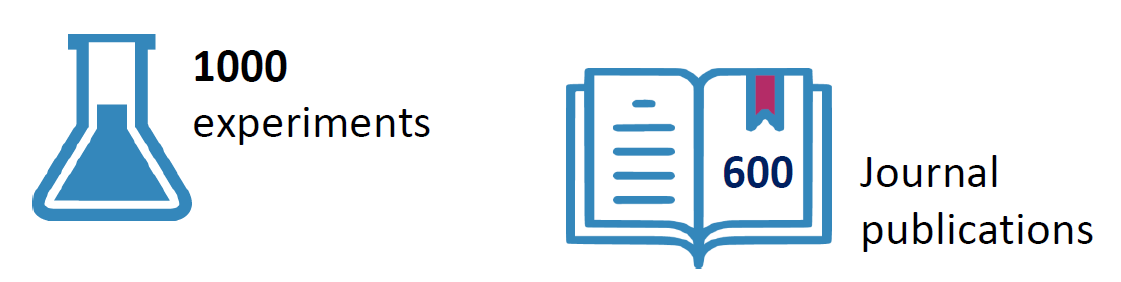 1000
experiments
600
Journal
publications